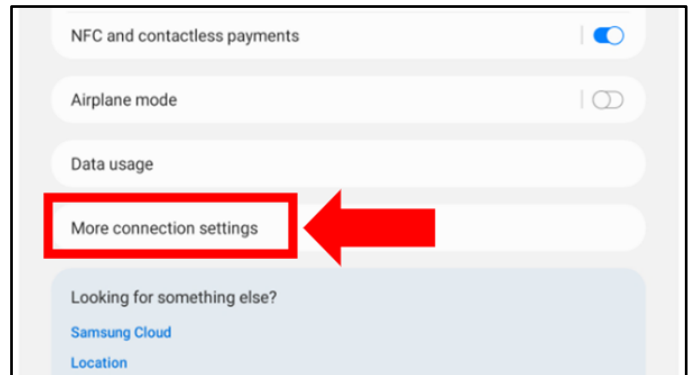 NFC and contactless payments
Airplane mode
Data usage
More connection settings
Looking for something else?
Samsung Cloud
Location